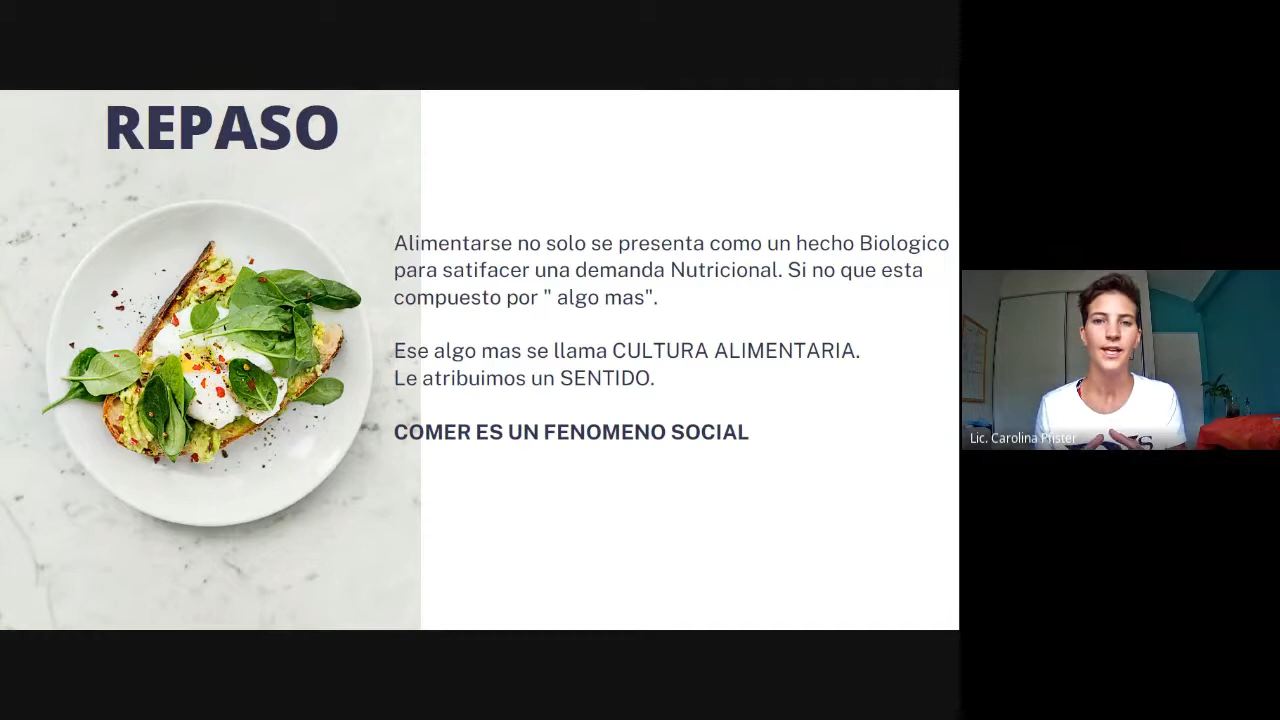 REPASO
Alimentarse no solo se presenta como un hecho Biologico
para satifacer una demanda Nutricional. Si no que esta
compuesto por " algo mas".
Ese algo mas se llama CULTURA ALIMENTARIA.
Le atribuimos un SENTIDO.
COMER ES UN FENOMENO SOCIAL
Lic. Carolina Pfister